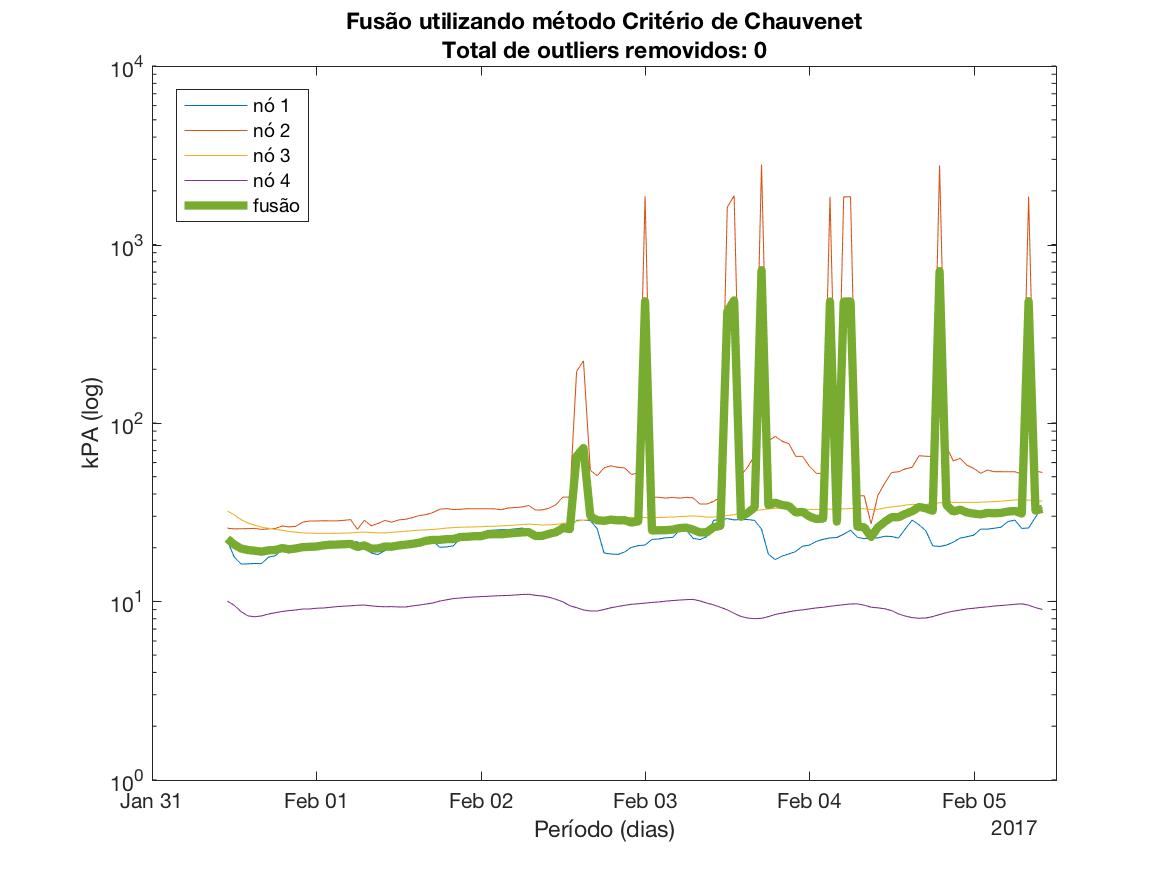 Fusão utilizando método Critério de Chauvenet
Total de outliers removidos: 0
10^4
10^3
10^2
10^1
10^0
kPA (log)
nó 1
nó 2
nó 3
nó 4
fusão
Jan 31
Feb 01
Feb 02
Feb 03
Feb 04
Feb 05
Período (dias)
2017